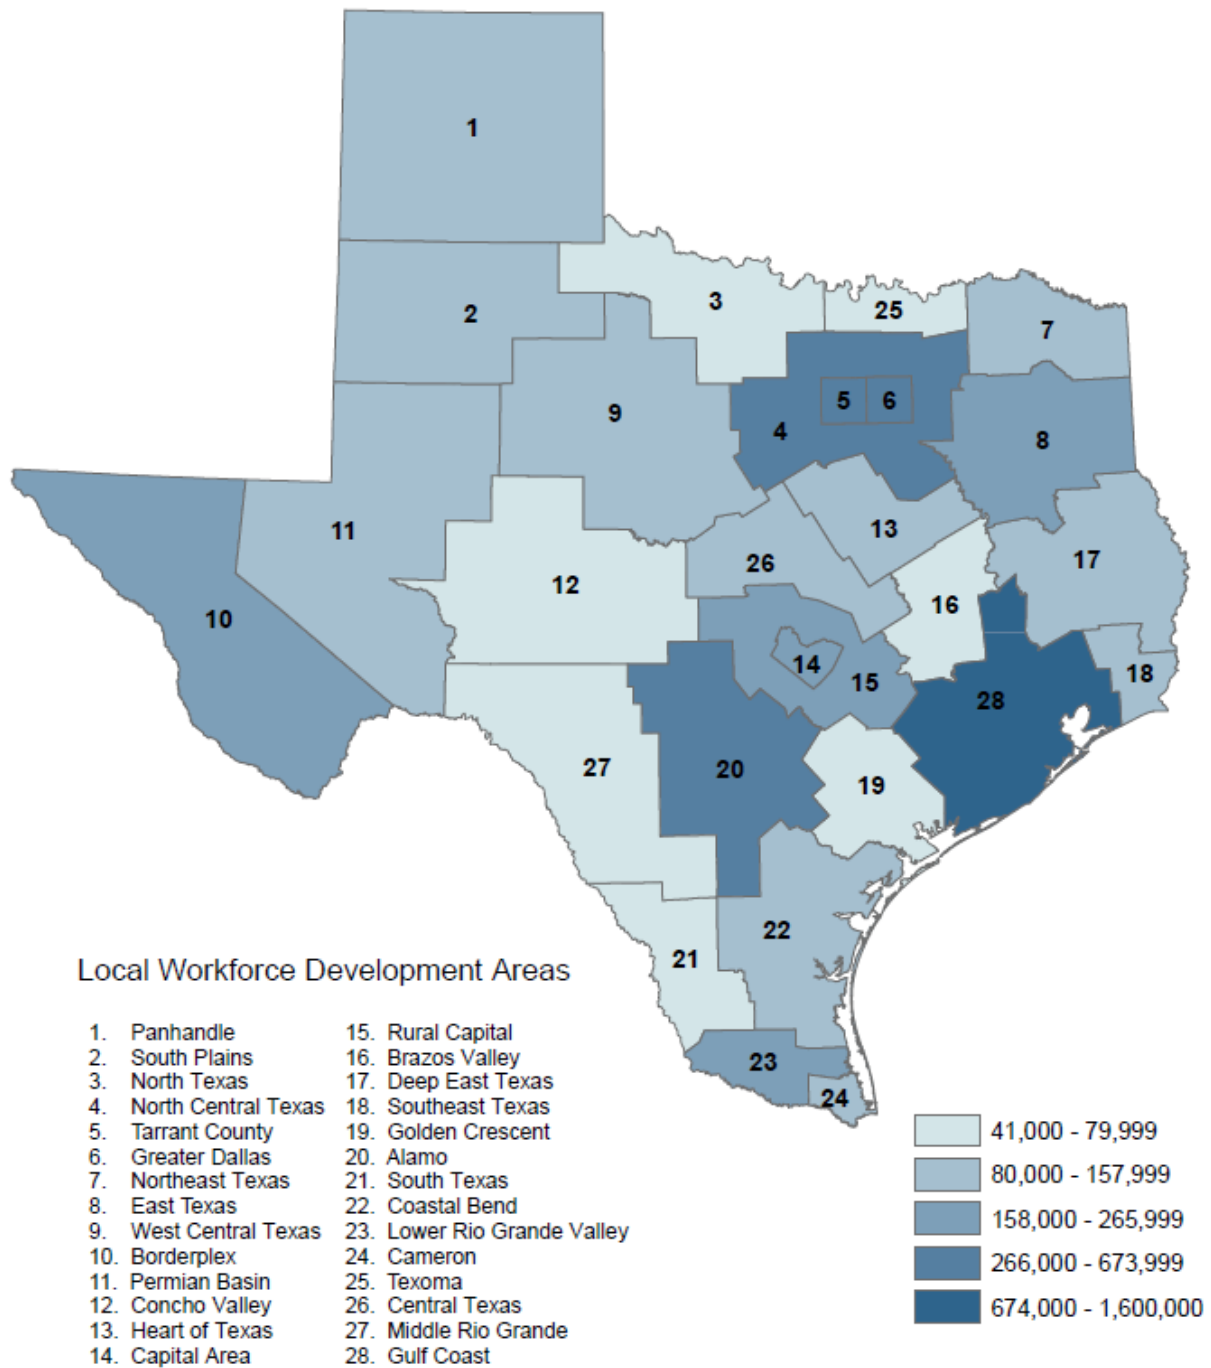 1
2
3
25
7
5
6
9
4
8
11
13
26
17
12
16
10
14
15
18
28
27
20
19
22
21
23
24
Local Workforce Development Areas
1. Panhandle
2. South Plains
3. North Texas
4. North Central Texas
5. Tarrant County
6. Greater Dallas
7. Northeast Texas
8. East Texas
9. West Central Texas
10. Borderplex
11. Permian Basin
12. Concho Valley
13. Heart of Texas
14. Capital Area
15. Rural Capital
16. Brazos Valley
17. Deep East Texas
18. Southeast Texas
19. Golden Crescent
20. Alamo
21. South Texas
22. Coastal Bend
23. Lower Rio Grande Valley
24. Cameron
25. Texoma
26. Central Texas
27. Middle Rio Grande
28. Gulf Coast
41,000 - 79,999
80,000 - 157,999
158,000 - 265,999
266,000 - 673,999
674,000 - 1,600,000